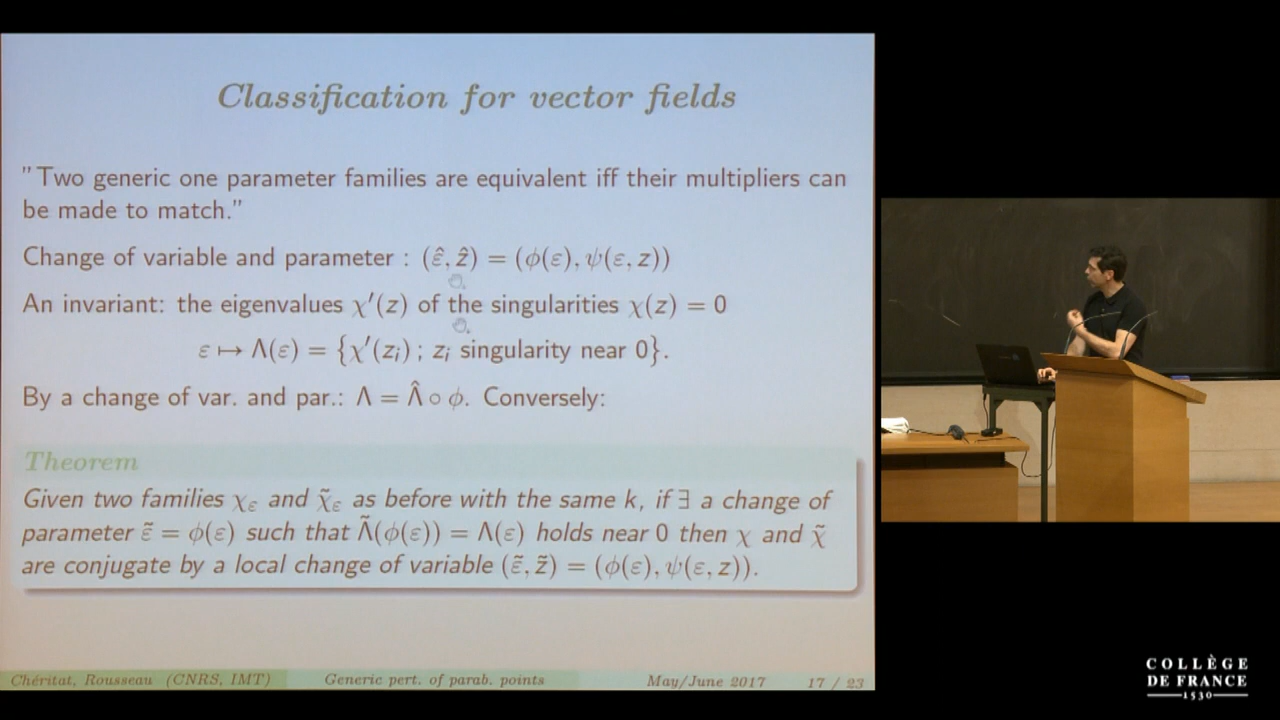 Classification for vector fields
"Two generic one parameter families are equivalent iff their multipliers can
be made to match."
Change of variable and parameter : (ε̂, ẑ) = (ϕ(ε), ψ(ε, z))
An invariant: the eigenvalues χ′(z) of the singularities χ(z) = 0
ε ↦ Λ(ε) = {χ′(zᵢ) ; zᵢ singularity near 0}.
By a change of var. and par.: Λ = Λ̂ ∘ ϕ. Conversely:
Theorem
Given two families χ_ε and χ̃_ε as before with the same k, if ∃ a change of
parameter ε̃ = ϕ(ε) such that Λ̃(ϕ(ε)) = Λ(ε) holds near 0 then χ and χ̃
are conjugate by a local change of variable (ε̃, z̃) = (ϕ(ε), ψ(ε, z)).
Chéritat, Rousseau (CNRS, IMT) Generic pert. of parab. points May/June 2017 17 / 23
COLLÈGE
DE FRANCE
1530